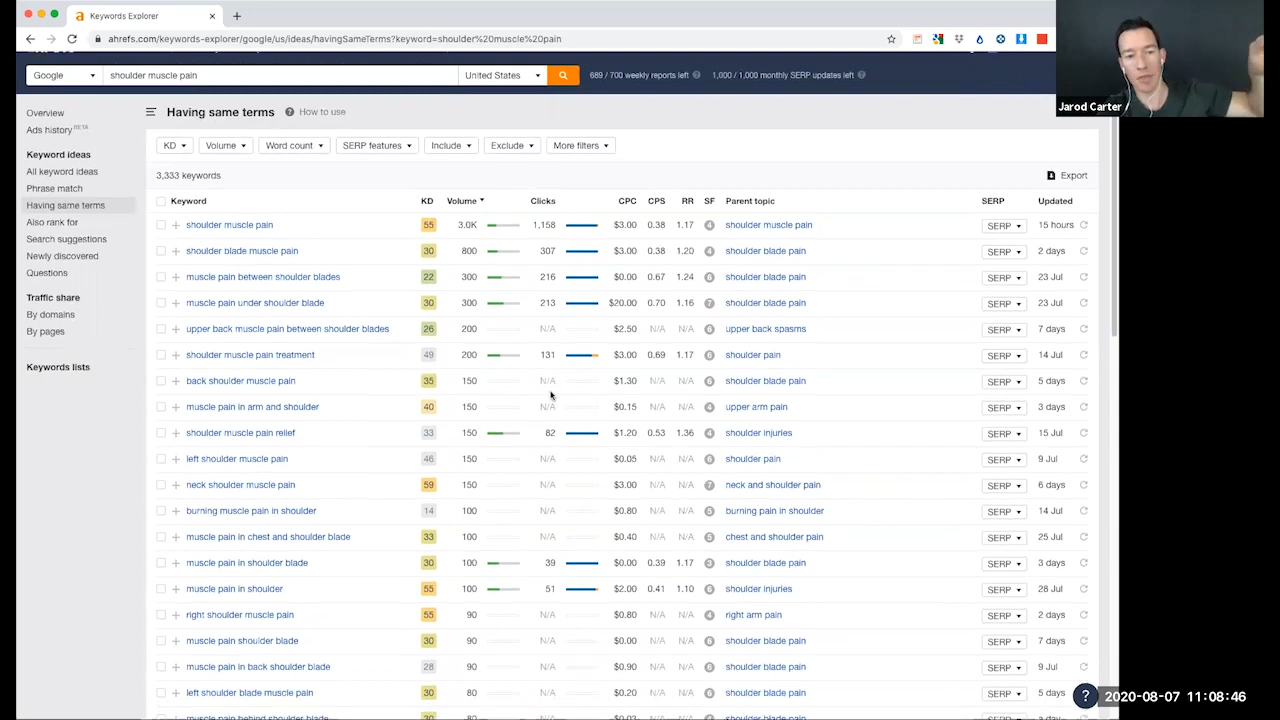 Keywords Explorer
ahrefs.com/keywords-explorer/google/us/ideas/havingSameTerms?keyword=shoulder%20muscle%20pain
Google shoulder muscle pain United States 689 / 700 weekly reports left ? 1,000 / 1,000 monthly SERP updates left ?
Jarod Carter
Overview
Ads history BETA
Keyword ideas
All keyword ideas
Phrase match
Having same terms
Also rank for
Search suggestions
Newly discovered
Questions
Traffic share
By domains
By pages
Keywords lists
Having same terms ? How to use
KD Volume Word count SERP features Include Exclude More filters
3,333 keywords Export
Keyword KD Volume Clicks CPC CPS RR SF Parent topic SERP Updated
shoulder muscle pain 55 3.0K 1,158 $3.00 0.38 1.17 4 shoulder muscle pain SERP 15 hours
shoulder blade muscle pain 30 800 307 $3.00 0.38 1.20 4 shoulder blade pain SERP 2 days
muscle pain between shoulder blades 22 300 216 $0.00 0.67 1.24 6 shoulder blade pain SERP 23 Jul
muscle pain under shoulder blade 30 300 213 $20.00 0.70 1.16 7 shoulder blade pain SERP 23 Jul
upper back muscle pain between shoulder blades 26 200 N/A $2.50 N/A N/A 6 upper back spasms SERP 7 days
shoulder muscle pain treatment 49 200 131 $3.00 0.69 1.17 6 shoulder pain SERP 14 Jul
back shoulder muscle pain 35 150 N/A $1.30 N/A N/A 6 shoulder blade pain SERP 5 days
muscle pain in arm and shoulder 40 150 N/A $0.15 N/A N/A 4 upper arm pain SERP 3 days
shoulder muscle pain relief 33 150 82 $1.20 0.53 1.36 4 shoulder injuries SERP 15 Jul
left shoulder muscle pain 46 150 N/A $0.05 N/A N/A 6 shoulder pain SERP 9 Jul
neck shoulder muscle pain 59 150 N/A $3.00 N/A N/A 7 neck and shoulder pain SERP 6 days
burning muscle pain in shoulder 14 100 N/A $0.80 N/A N/A 5 burning pain in shoulder SERP 14 Jul
muscle pain in chest and shoulder blade 33 100 N/A $0.40 N/A N/A 5 chest and shoulder pain SERP 25 Jul
muscle pain in shoulder blade 30 100 39 $0.00 0.39 1.17 3 shoulder blade pain SERP 3 days
muscle pain in shoulder 55 100 51 $2.00 0.41 1.10 6 shoulder injuries SERP 28 Jul
right shoulder muscle pain 55 90 N/A $0.80 N/A N/A 4 right arm pain SERP 2 days
muscle pain shoulder blade 30 90 N/A $0.00 N/A N/A 6 shoulder blade pain SERP 7 days
muscle pain in back shoulder blade 28 90 N/A $0.90 N/A N/A 6 shoulder blade pain SERP 9 Jul
left shoulder blade muscle pain 30 80 N/A $0.20 N/A N/A 6 shoulder blade pain SERP 5 days
muscle pain behind shoulder blade 30 80 N/A $0.03 N/A N/A shoulder blade pain
? 2020-08-07 11:08:46